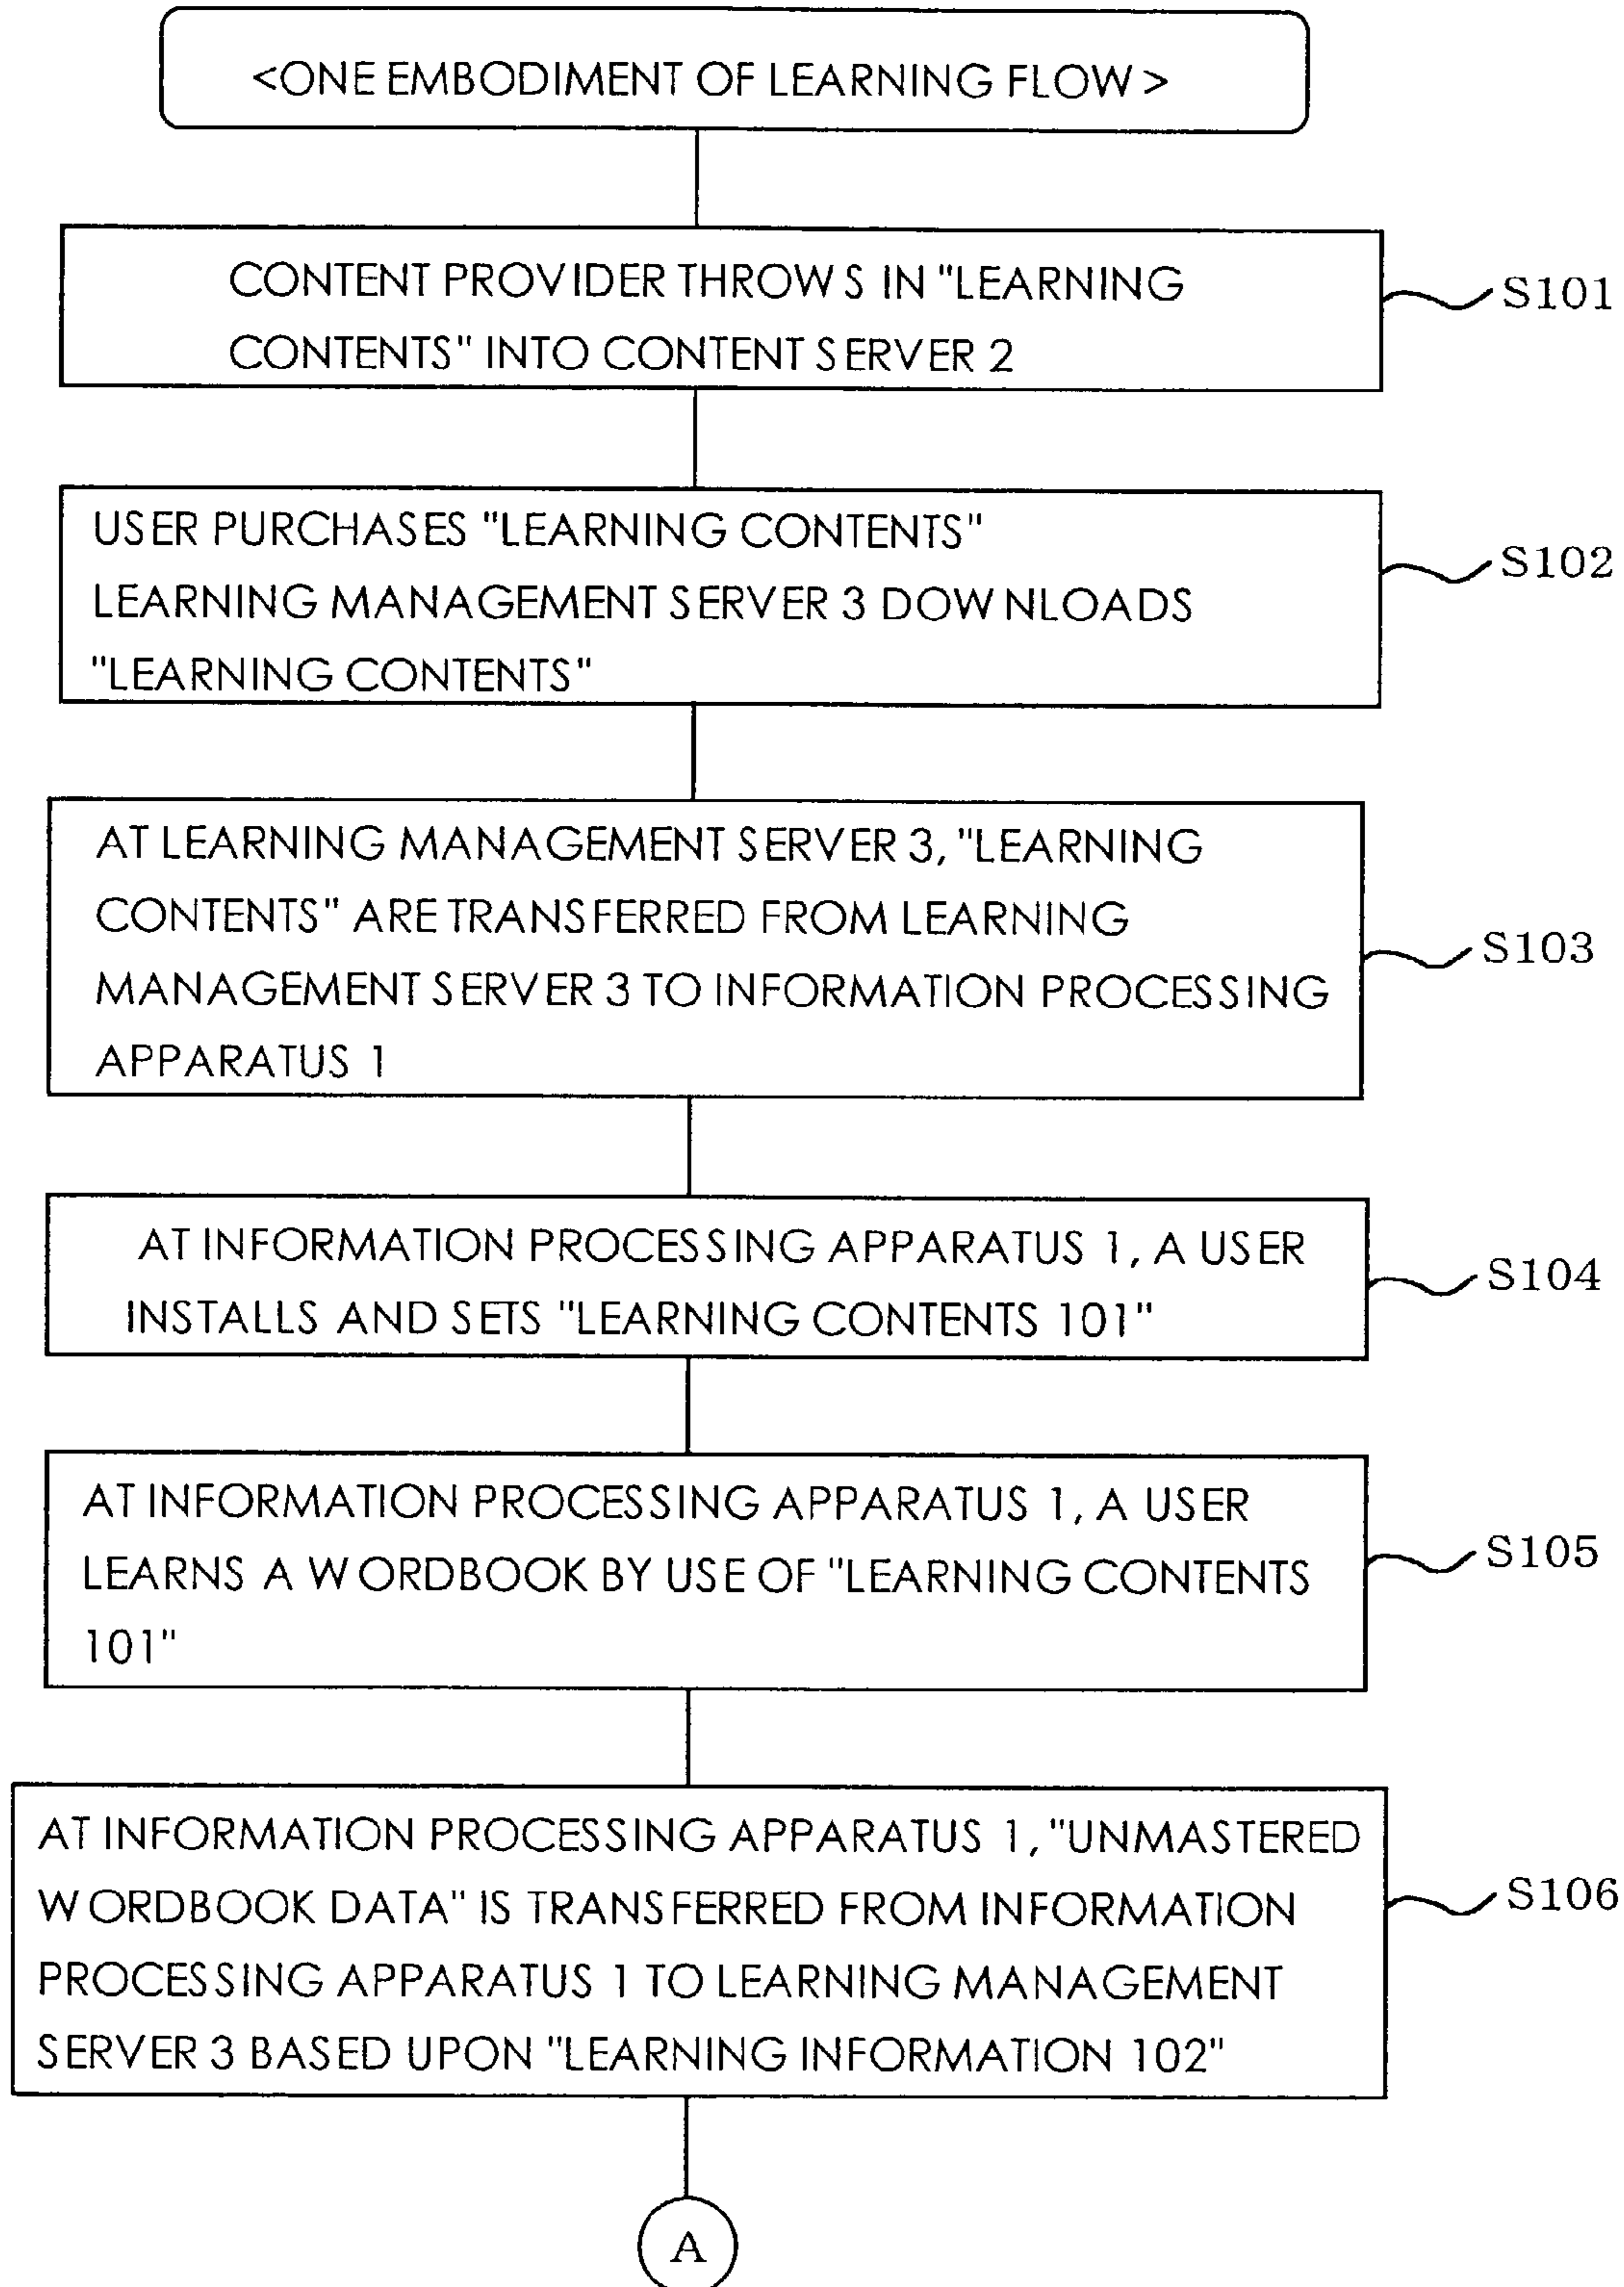 <ONE EMBODIMENT OF LEARNING FLOW>
CONTENT PROVIDER THROWS IN "LEARNING
CONTENTS" INTO CONTENT SERVER 2
S101
USER PURCHASES "LEARNING CONTENTS"
LEARNING MANAGEMENT SERVER 3 DOWNLOADS
"LEARNING CONTENTS"
S102
AT LEARNING MANAGEMENT SERVER 3, "LEARNING
CONTENTS" ARE TRANSFERRED FROM LEARNING
MANAGEMENT SERVER 3 TO INFORMATION PROCESSING
APPARATUS 1
S103
AT INFORMATION PROCESSING APPARATUS 1, A USER
INSTALLS AND SETS "LEARNING CONTENTS 101"
S104
AT INFORMATION PROCESSING APPARATUS 1, A USER
LEARNS A WORDBOOK BY USE OF "LEARNING CONTENTS
101"
S105
AT INFORMATION PROCESSING APPARATUS 1, "UNMASTERED
WORDBOOK DATA" IS TRANSFERRED FROM INFORMATION
PROCESSING APPARATUS 1 TO LEARNING MANAGEMENT
SERVER 3 BASED UPON "LEARNING INFORMATION 102"
S106
A